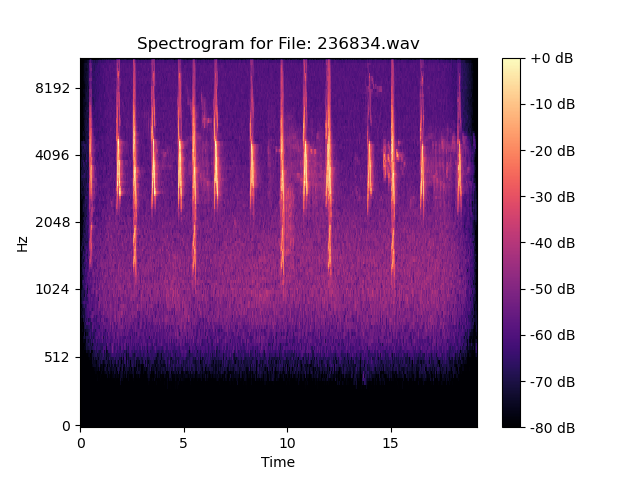 Spectrogram for File: 236834.wav
8192
4096
2048
1024
512
0
Hz
0
5
10
15
Time
+0 dB
-10 dB
-20 dB
-30 dB
-40 dB
-50 dB
-60 dB
-70 dB
-80 dB